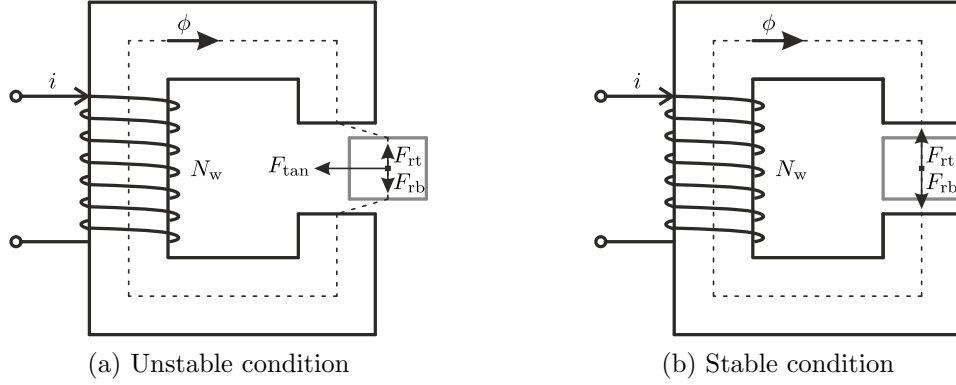 ϕ
i
N_w
F_tan
F_rt
F_rb
(a) Unstable condition
ϕ
i
N_w
F_rt
F_rb
(b) Stable condition